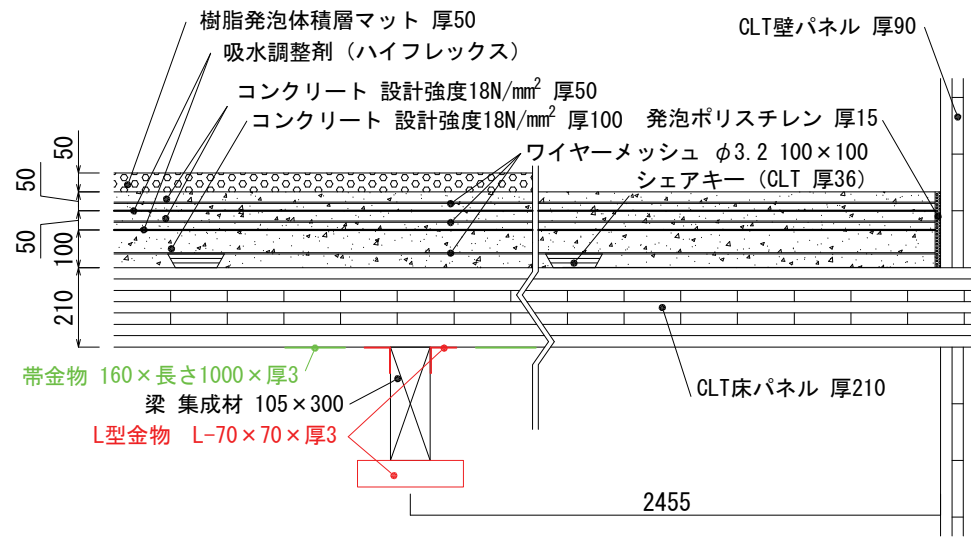 樹脂発泡体積層マット 厚50
吸水調整剤（ハイフレックス）
コンクリート 設計強度18N/mm² 厚50
コンクリート 設計強度18N/mm² 厚100
発泡ポリスチレン 厚15
CLT壁パネル 厚90
ワイヤーメッシュ φ3.2 100×100
シェアキー（CLT 厚36）
50
50
50
100
210
帯金物 160×長さ1000×厚3
梁 集成材 105×300
L型金物 L-70×70×厚3
CLT床パネル 厚210
2455